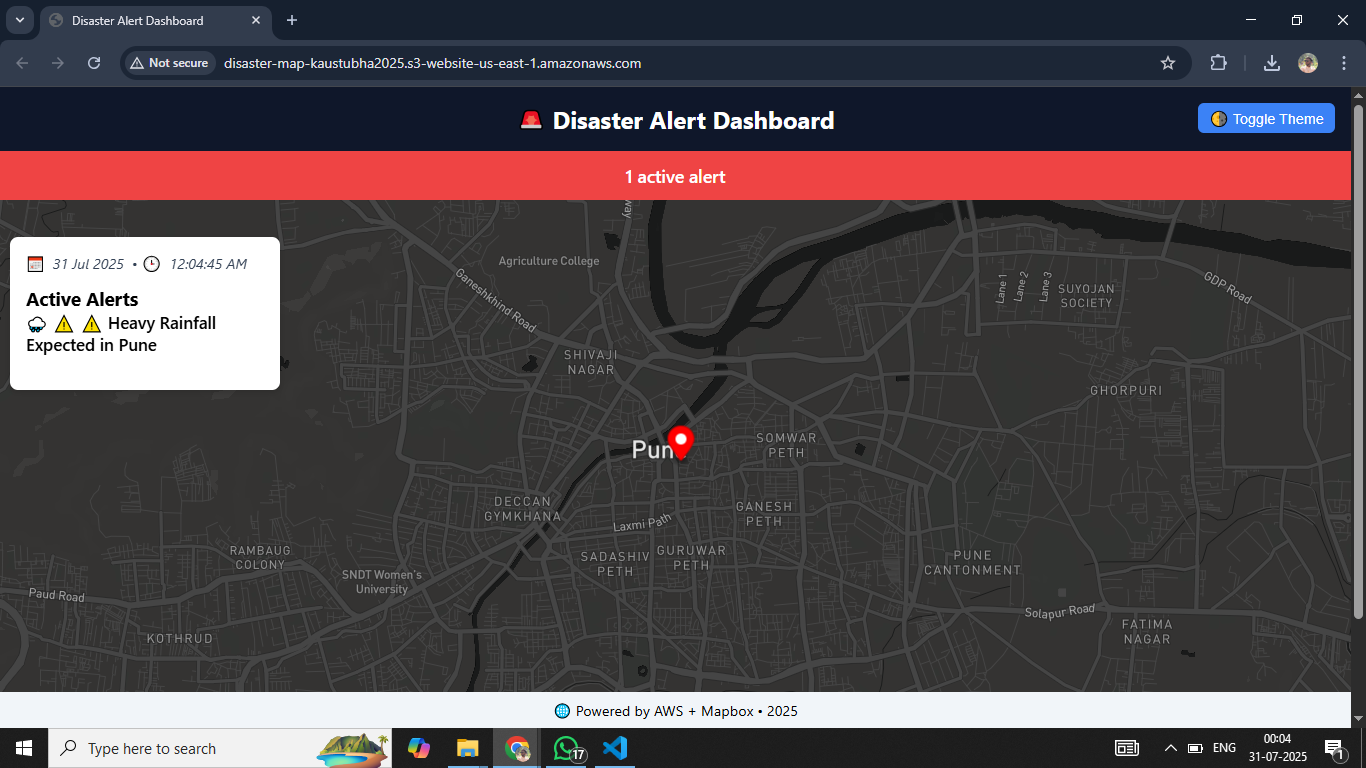 Disaster Alert Dashboard
Not secure
disaster-map-kaustubha2025.s3-website-us-east-1.amazonaws.com
🚨 Disaster Alert Dashboard
🌗 Toggle Theme
1 active alert
📅 31 Jul 2025 • 🕒 12:04:45 AM
Active Alerts
🌧️ ⚠️ ⚠️ Heavy Rainfall
Expected in Pune
way
Agriculture College
Ganeshkhind Road
Lane 1
Lane 2
Lane 3
SUYOJAN
SOCIETY
GDP Road
SHIVAJI
NAGAR
GHORPURI
Pun
SOMWAR
PETH
DECCAN
GYMKHANA
Laxmi Path
GANESH
PETH
RAMBAUG
COLONY
SADASHIV
PETH
GURUWAR
PETH
PUNE
CANTONMENT
SNDT Women's
University
Paud Road
Solapur Road
KOTHRUD
FATIMA
NAGAR
🌐 Powered by AWS + Mapbox • 2025
Type here to search
17
ENG
00:04
31-07-2025
1